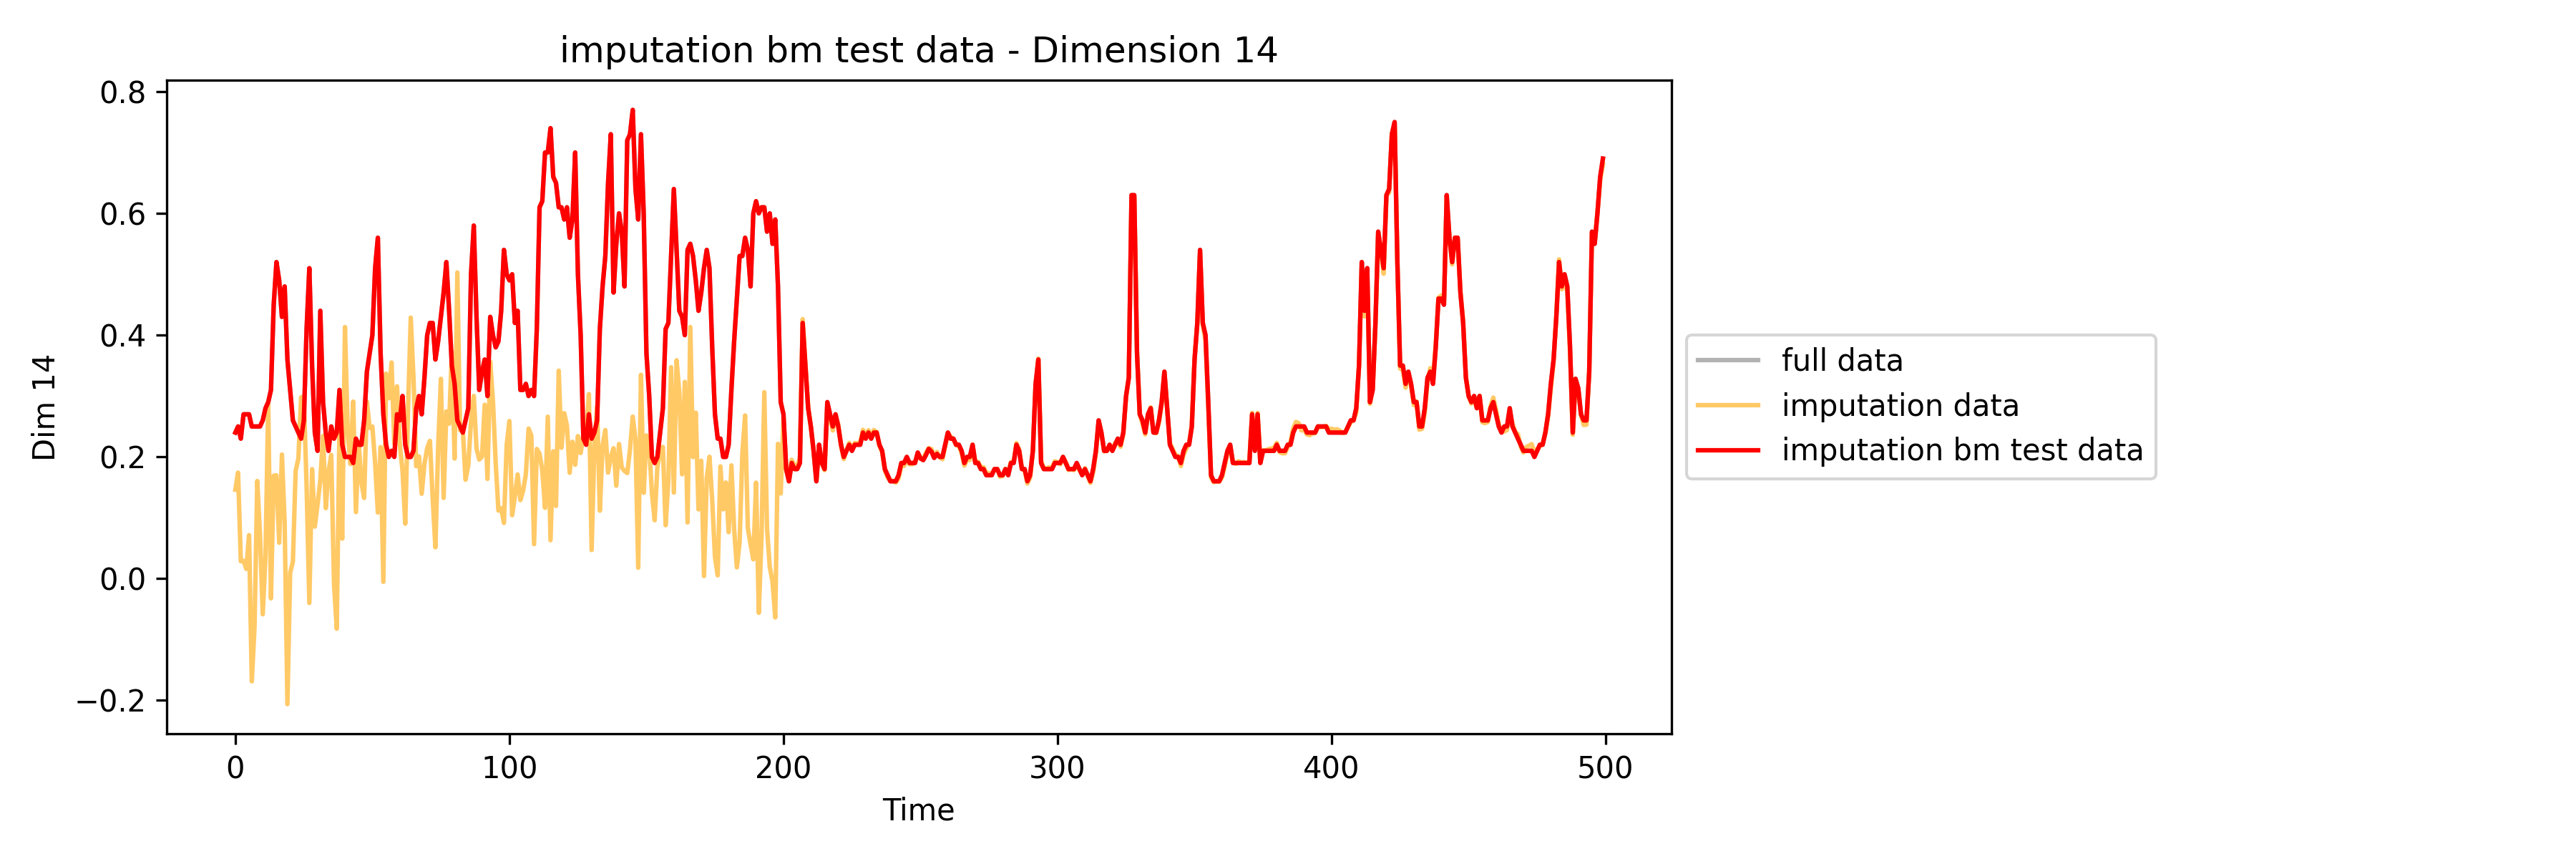 imputation bm test data - Dimension 14
0.8
0.6
0.4
0.2
0.0
−0.2
Dim 14
0 100 200 300 400 500
Time
full data
imputation data
imputation bm test data